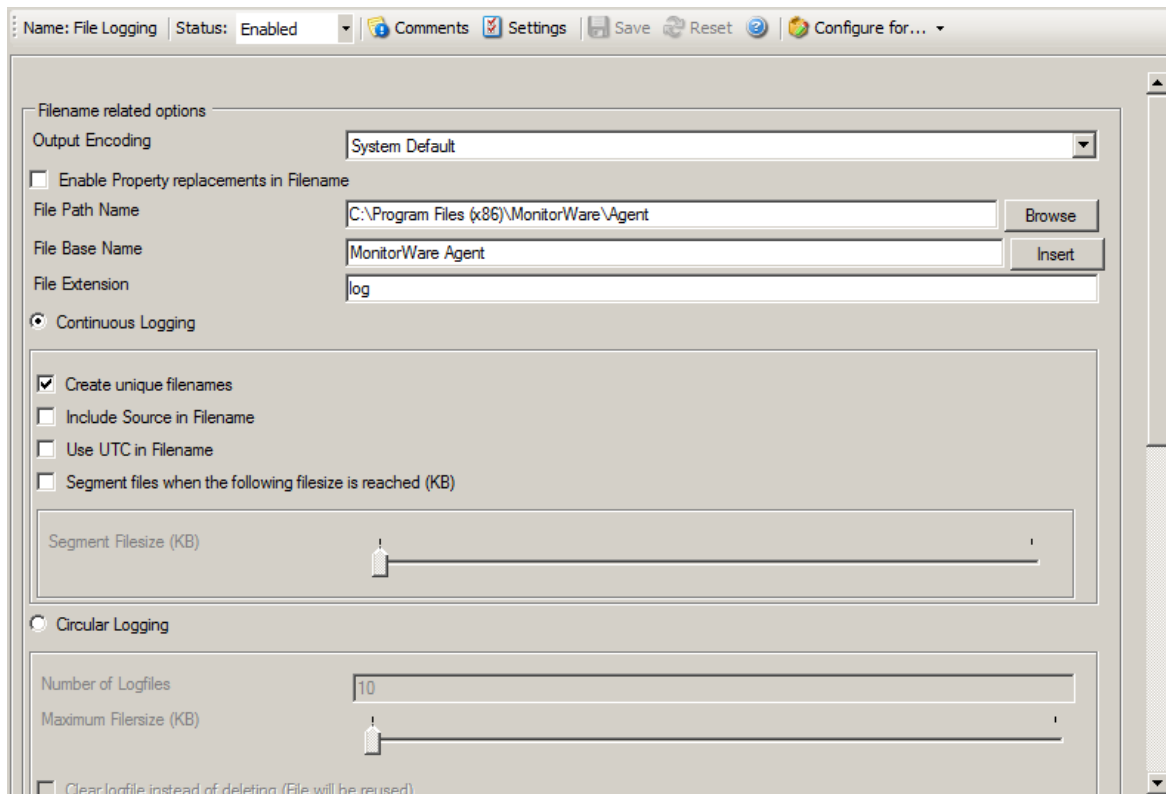 Name: File Logging Status: Enabled Comments Settings Save Reset Configure for...
Filename related options
Output Encoding System Default
Enable Property replacements in Filename
File Path Name C:\Program Files (x86)\MonitorWare\Agent Browse
File Base Name MonitorWare Agent Insert
File Extension log
Continuous Logging
Create unique filenames
Include Source in Filename
Use UTC in Filename
Segment files when the following filesize is reached (KB)
Segment Filesize (KB)
Circular Logging
Number of Logfiles 10
Maximum Filersize (KB)
Clear logfile instead of deleting (File will be reused)